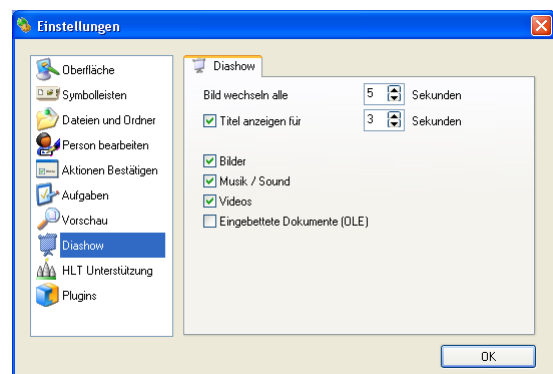 Einstellungen
Oberfläche
Symbolleisten
Dateien und Ordner
Person bearbeiten
Aktionen Bestätigen
Aufgaben
Vorschau
Diashow
HLT Unterstützung
Plugins
Diashow
Bild wechseln alle 5 Sekunden
Titel anzeigen für 3 Sekunden
Bilder
Musik / Sound
Videos
Eingebettete Dokumente (OLE)
OK